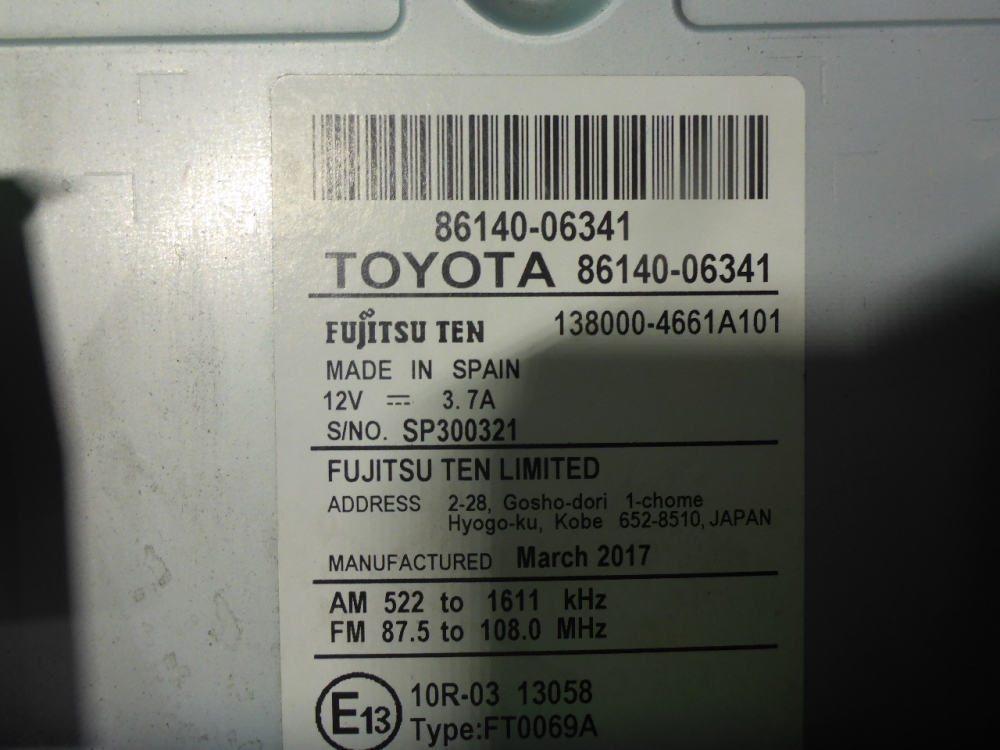 86140-06341
TOYOTA 86140-06341
FUJITSU TEN 138000-4661A101
MADE IN SPAIN
12V ⎓ 3.7A
S/NO. SP300321
FUJITSU TEN LIMITED
ADDRESS 2-28, Gosho-dori 1-chome
Hyogo-ku, Kobe 652-8510, JAPAN
MANUFACTURED March 2017
AM 522 to 1611 kHz
FM 87.5 to 108.0 MHz
E13 10R-03 13058
Type:FT0069A